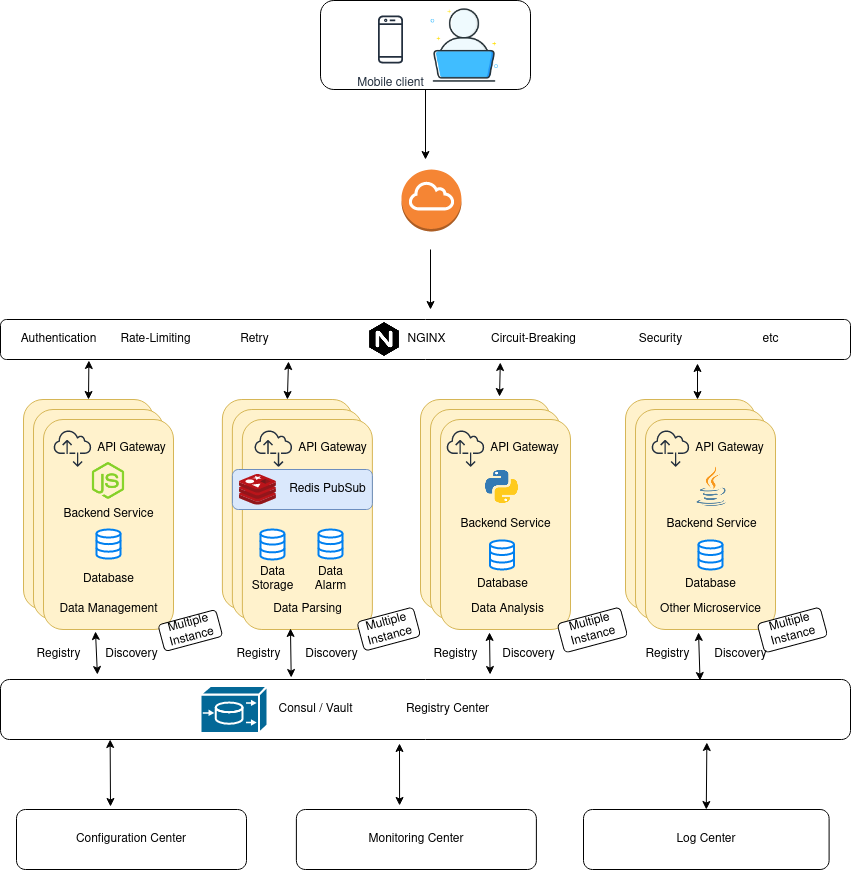 Mobile client
Authentication Rate-Limiting Retry NGINX Circuit-Breaking Security etc
API Gateway API Gateway API Gateway API Gateway
JS
Redis PubSub
Backend Service Backend Service Backend Service
Database
Data Storage
Data Alarm
Database Database
Data Management Data Parsing Data Analysis Other Microservice
Multiple Instance
Multiple Instance
Multiple Instance
Multiple Instance
Registry Discovery Registry Discovery Registry Discovery Registry Discovery
Consul / Vault Registry Center
Configuration Center Monitoring Center Log Center